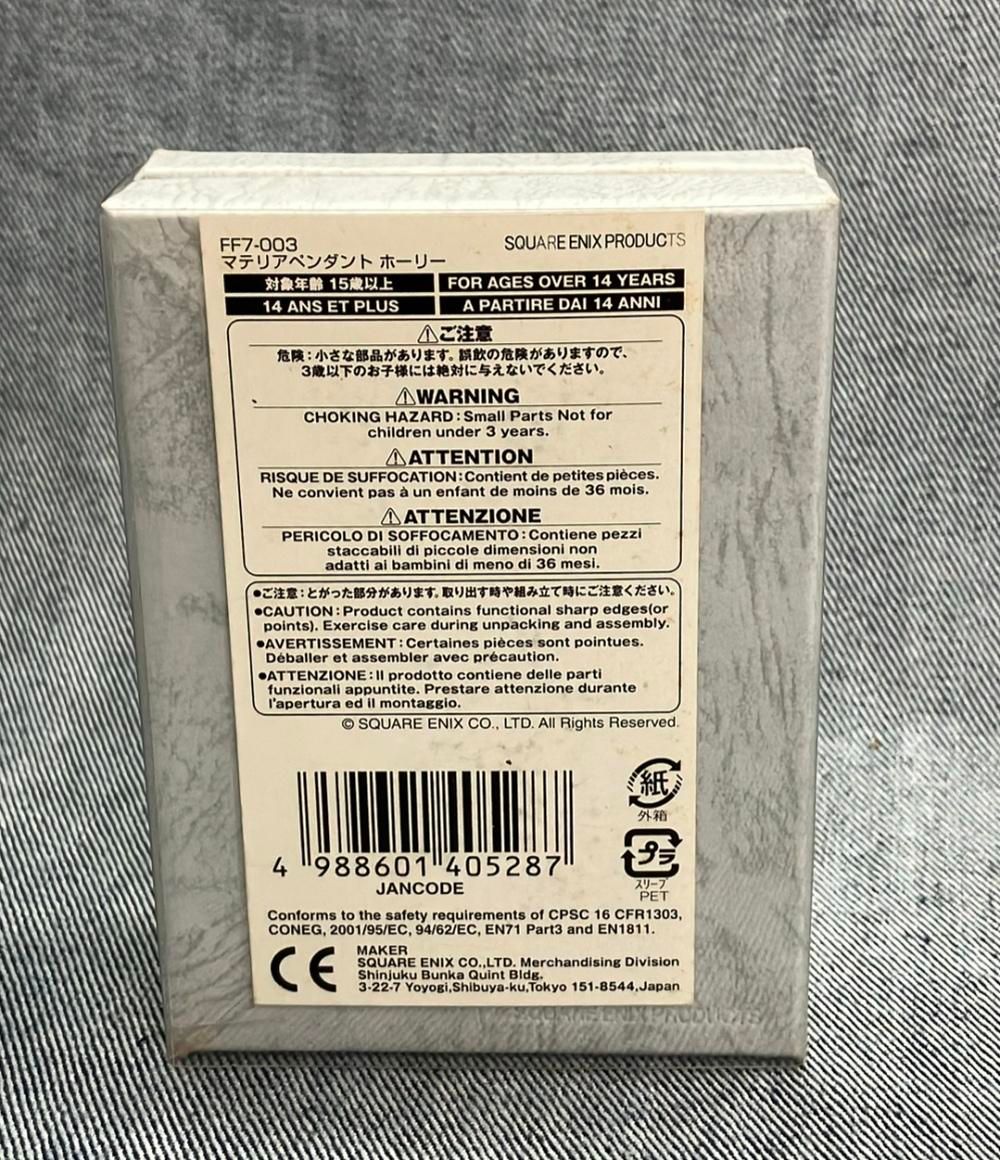 FF7-003
SQUARE ENIX PRODUCTS
マテリアペンダント ホーリー
対象年齢 15歳以上
FOR AGES OVER 14 YEARS
14 ANS ET PLUS
A PARTIRE DAI 14 ANNI
⚠ご注意
危険：小さな部品があります。誤飲の危険がありますので、
3歳以下のお子様には絶対に与えないでください。
⚠WARNING
CHOKING HAZARD：Small Parts Not for
children under 3 years.
⚠ATTENTION
RISQUE DE SUFFOCATION：Contient de petites pièces.
Ne convient pas à un enfant de moins de 36 mois.
⚠ATTENZIONE
PERICOLO DI SOFFOCAMENTO：Contiene pezzi
staccabili di piccole dimensioni non
adatti ai bambini di meno di 36 mesi.
●ご注意：とがった部分があります。取り出す時や組み立て時にご注意ください。
●CAUTION：Product contains functional sharp edges(or
points). Exercise care during unpacking and assembly.
●AVERTISSEMENT：Certaines pièces sont pointues.
Déballer et assembler avec précaution.
●ATTENZIONE：Il prodotto contiene delle parti
funzionali appuntite. Prestare attenzione durante
l'apertura ed il montaggio.
© SQUARE ENIX CO., LTD. All Rights Reserved.
紙
外箱
プラ
スリーブ
PET
4 988601 405287
JANCODE
Conforms to the safety requirements of CPSC 16 CFR1303,
CONEG, 2001/95/EC, 94/62/EC, EN71 Part3 and EN1811.
CE
MAKER
SQUARE ENIX CO.,LTD. Merchandising Division
Shinjuku Bunka Quint Bldg.
3-22-7 Yoyogi,Shibuya-ku,Tokyo 151-8544,Japan
SQUARE ENIX PRODUCTS